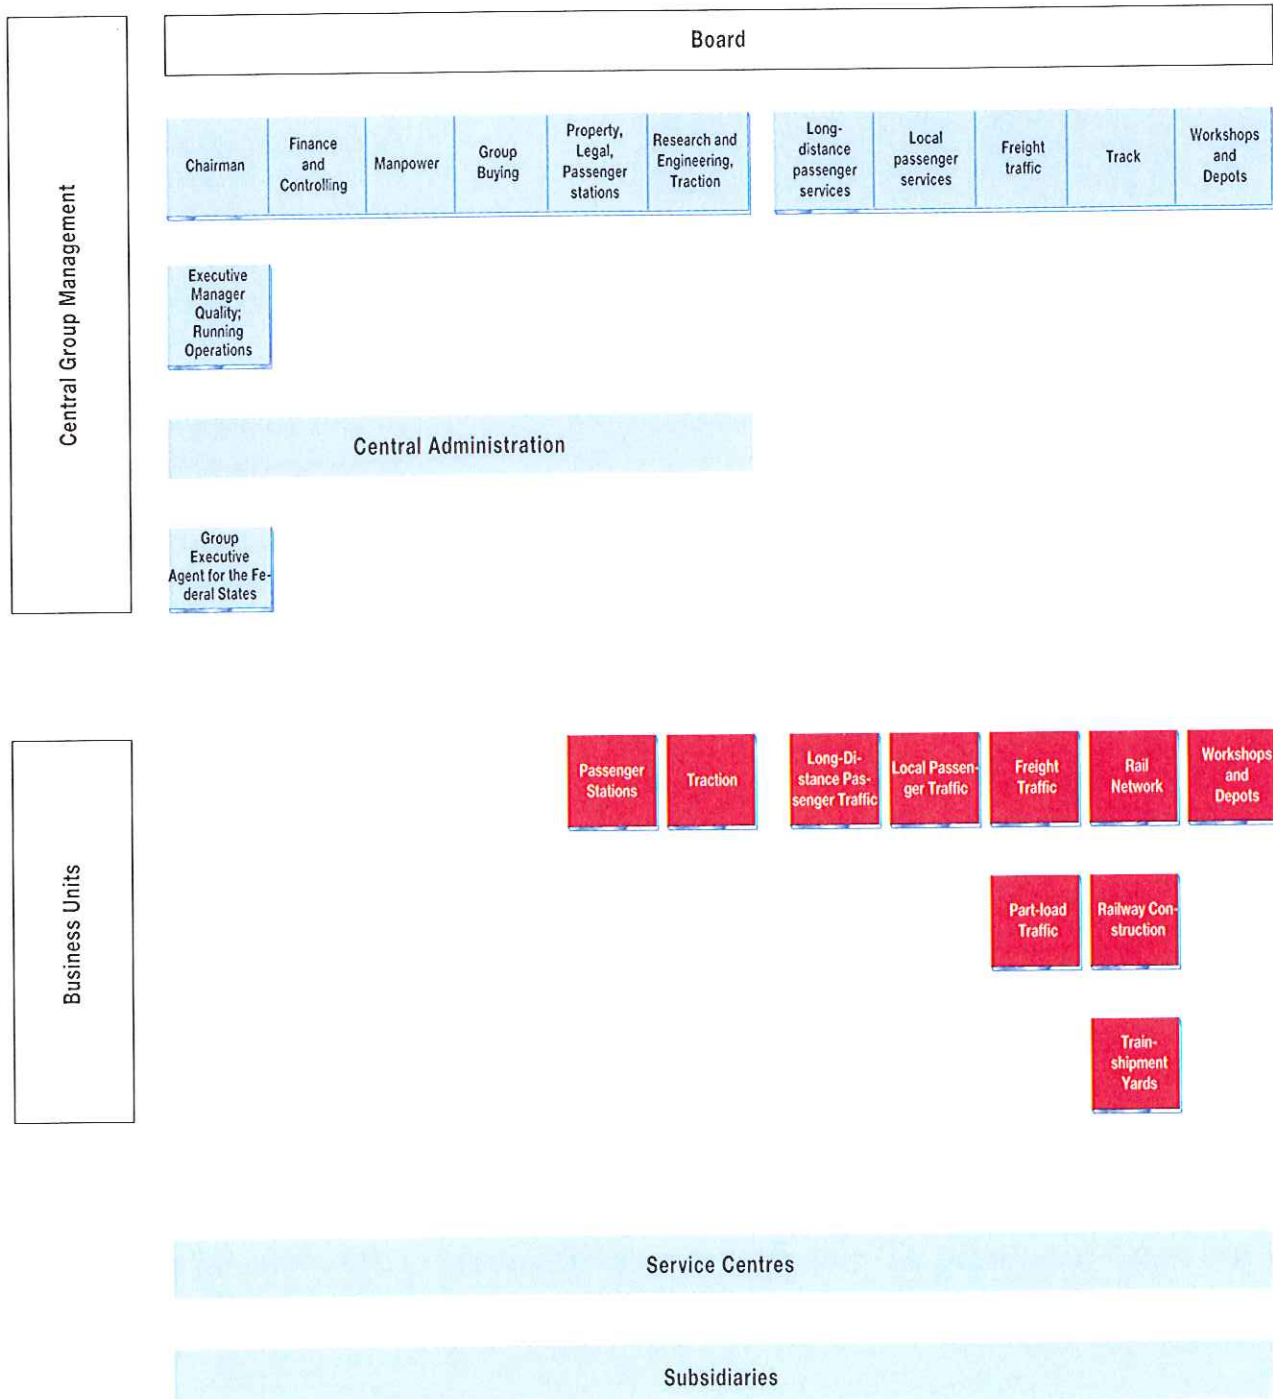 Board
Central Group Management
Chairman
Finance
and
Controlling
Manpower
Group
Buying
Property,
Legal,
Passenger
stations
Research and
Engineering,
Traction
Long-
distance
passenger
services
Local
passenger
services
Freight
traffic
Track
Workshops
and
Depots
Executive
Manager
Quality;
Running
Operations
Central Administration
Group
Executive
Agent for the Fe-
deral States
Business Units
Passenger
Stations
Traction
Long-Di-
stance Pas-
senger Traffic
Local Passen-
ger Traffic
Freight
Traffic
Rail
Network
Workshops
and
Depots
Part-load
Traffic
Railway Con-
struction
Train-
shipment
Yards
Service Centres
Subsidiaries